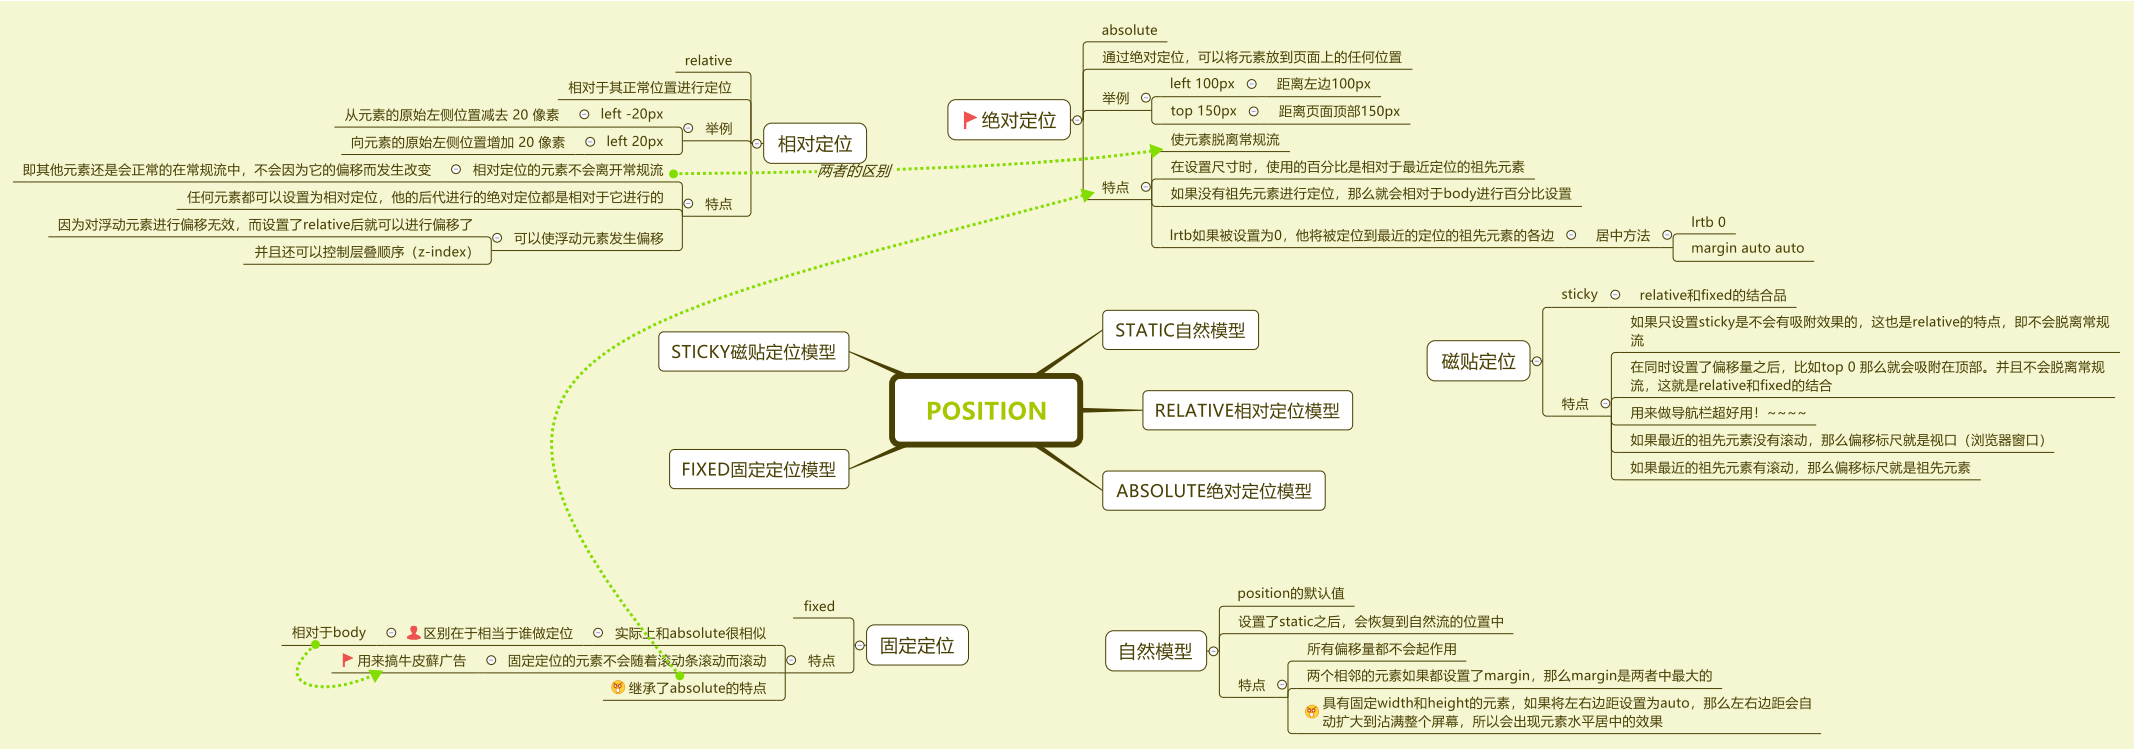 relative
相对于其正常位置进行定位
从元素的原始左侧位置减去 20 像素
left -20px
向元素的原始左侧位置增加 20 像素
left 20px
举例
相对定位
即其他元素还是会正常的在常规流中，不会因为它的偏移而发生改变
相对定位的元素不会离开常规流
任何元素都可以设置为相对定位，他的后代进行的绝对定位都是相对于它进行的
特点
因为对浮动元素进行偏移无效，而设置了relative后就可以进行偏移了
并且还可以控制层叠顺序（z-index）
可以使浮动元素发生偏移
两者的区别
绝对定位
absolute
通过绝对定位，可以将元素放到页面上的任何位置
举例
left 100px
距离左边100px
top 150px
距离页面顶部150px
特点
使元素脱离常规流
在设置尺寸时，使用的百分比是相对于最近定位的祖先元素
如果没有祖先元素进行定位，那么就会相对于body进行百分比设置
lrtb如果被设置为0，他将被定位到最近的定位的祖先元素的各边
居中方法
lrtb 0
margin auto auto
STICKY磁贴定位模型
STATIC自然模型
POSITION
RELATIVE相对定位模型
FIXED固定定位模型
ABSOLUTE绝对定位模型
磁贴定位
sticky
relative和fixed的结合品
特点
如果只设置sticky是不会有吸附效果的，这也是relative的特点，即不会脱离常规
流
在同时设置了偏移量之后，比如top 0 那么就会吸附在顶部。并且不会脱离常规
流，这就是relative和fixed的结合
用来做导航栏超好用！~~~~
如果最近的祖先元素没有滚动，那么偏移标尺就是视口（浏览器窗口）
如果最近的祖先元素有滚动，那么偏移标尺就是祖先元素
fixed
固定定位
相对于body
区别在于相当于谁做定位
实际上和absolute很相似
用来搞牛皮藓广告
固定定位的元素不会随着滚动条滚动而滚动
特点
继承了absolute的特点
自然模型
position的默认值
设置了static之后，会恢复到自然流的位置中
特点
所有偏移量都不会起作用
两个相邻的元素如果都设置了margin，那么margin是两者中最大的
具有固定width和height的元素，如果将左右边距设置为auto，那么左右边距会自
动扩大到沾满整个屏幕，所以会出现元素水平居中的效果